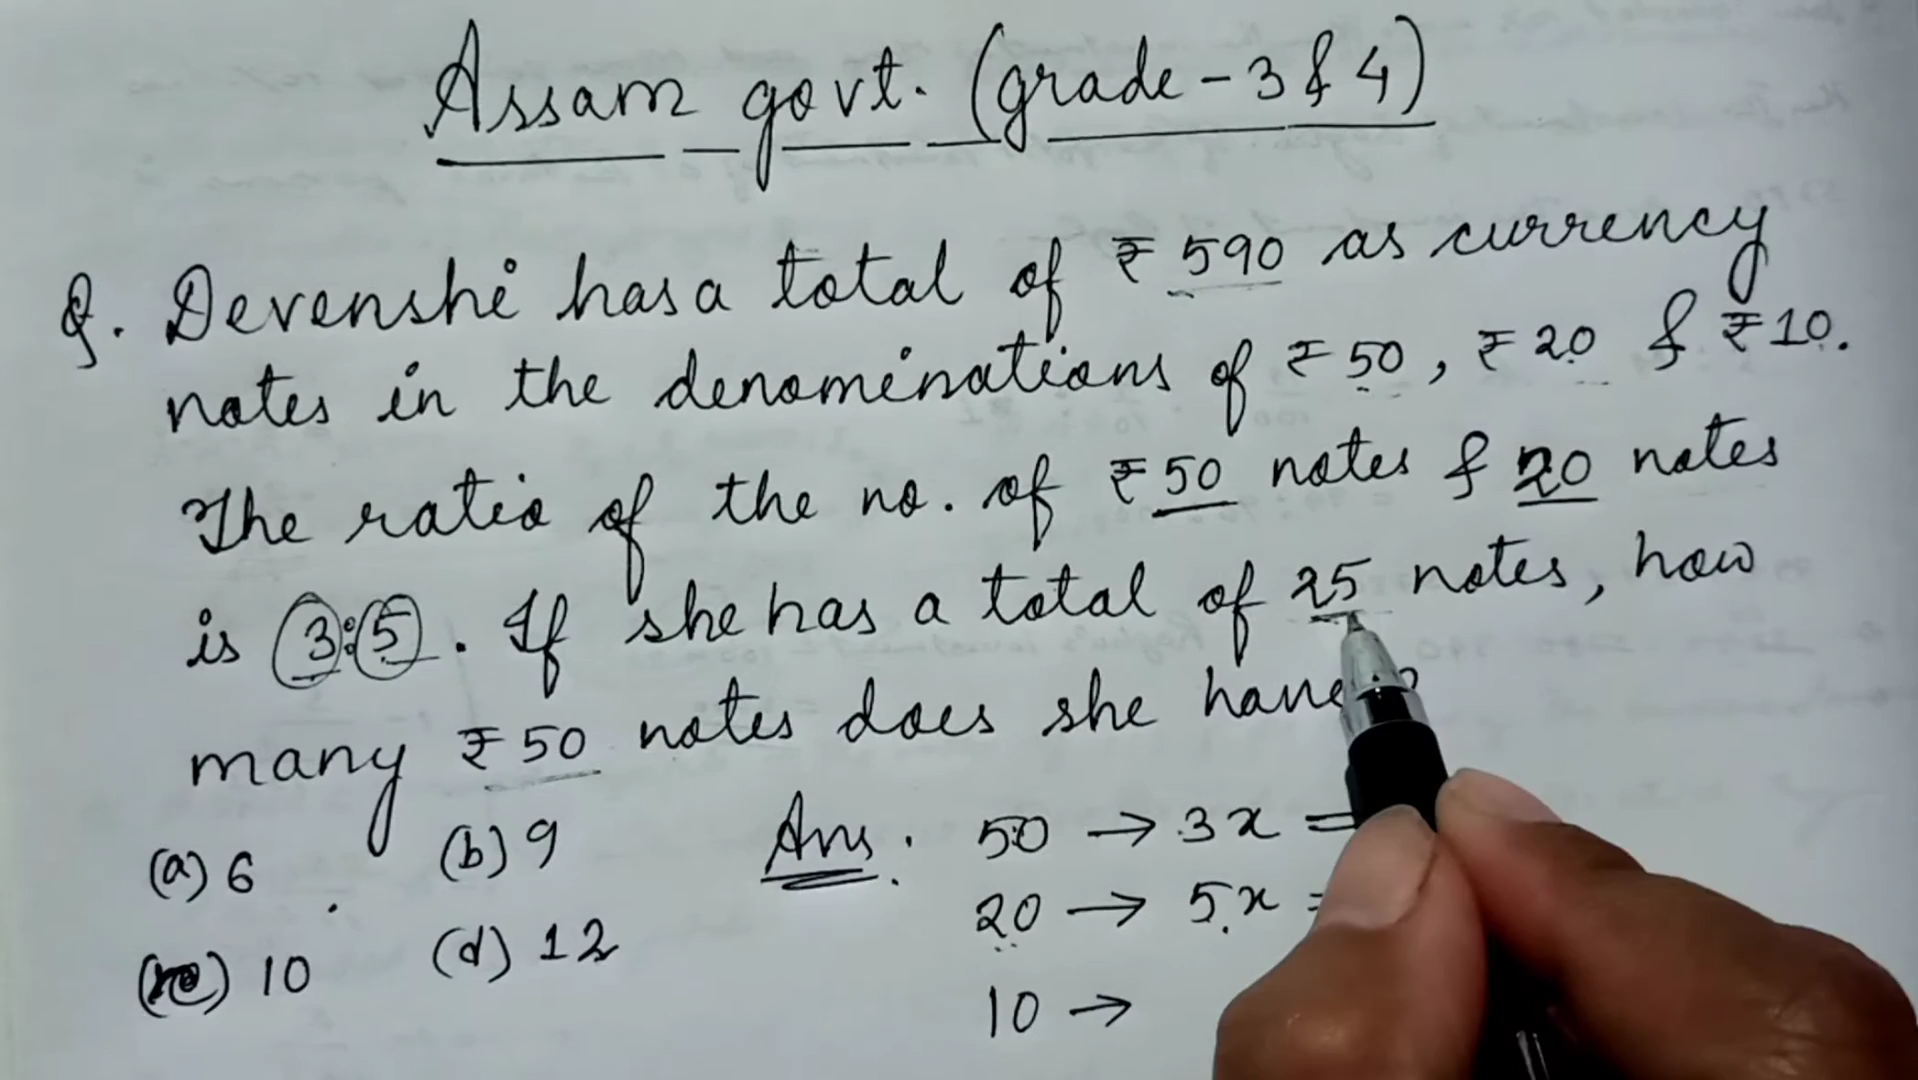 Assam govt. (grade - 3 & 4)
Q. Devenshi has a total of ₹ 590 as currency
notes in the denominations of ₹ 50, ₹ 20 & ₹ 10.
The ratio of the no. of ₹ 50 notes & 20 notes
is 3:5. If she has a total of 25 notes, how
many ₹ 50 notes does she have?
(a) 6 (b) 9
(c) 10 (d) 12
Ans. 50 → 3x =
20 → 5x =
10 →